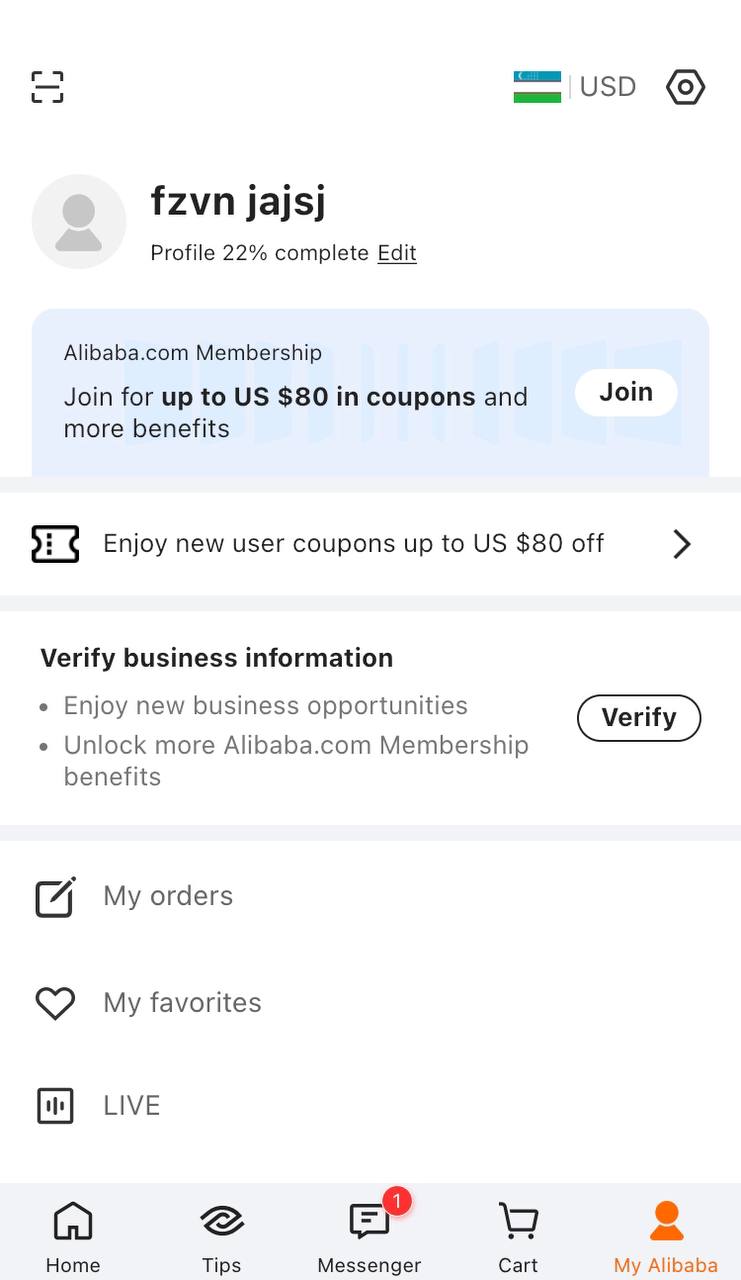 USD
fzvn jajsj
Profile 22% complete Edit
Alibaba.com Membership
Join for up to US $80 in coupons and
more benefits
Join
Enjoy new user coupons up to US $80 off
Verify business information
• Enjoy new business opportunities
• Unlock more Alibaba.com Membership
benefits
Verify
My orders
My favorites
LIVE
1
Home
Tips
Messenger
Cart
My Alibaba